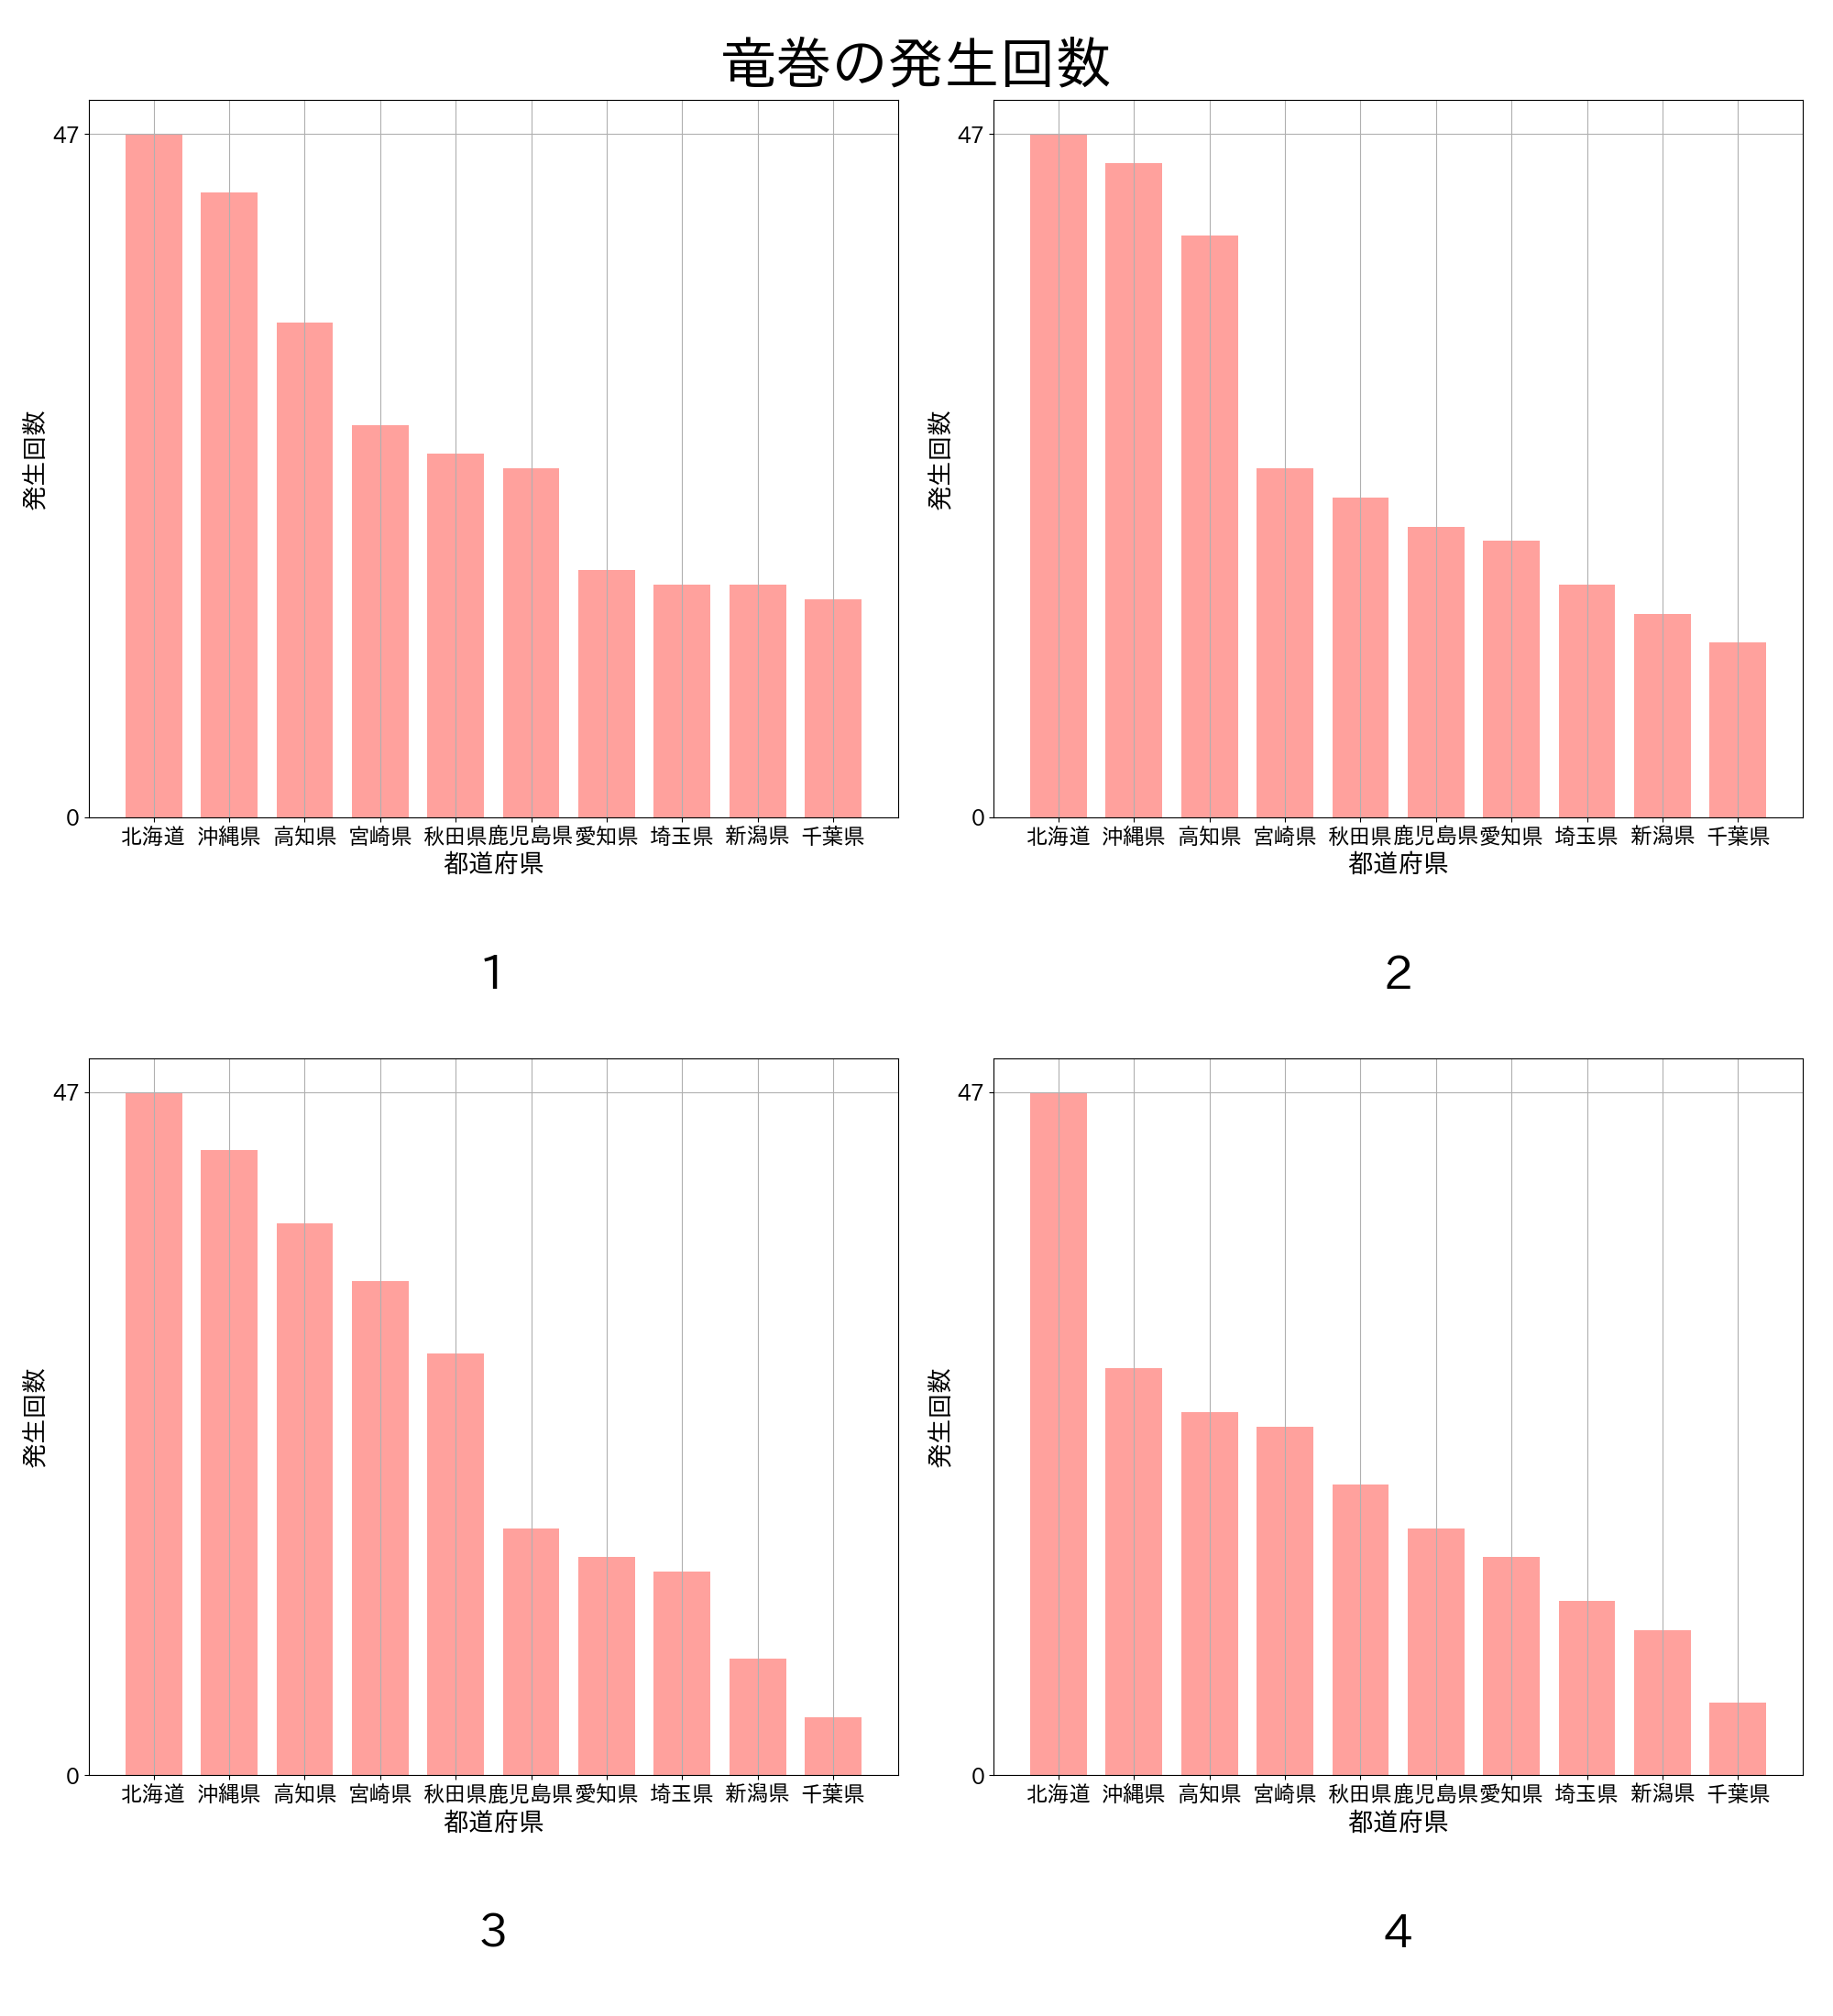 竜巻の発生回数
47
0
発生回数
北海道 沖縄県 高知県 宮崎県 秋田県 鹿児島県 愛知県 埼玉県 新潟県 千葉県
都道府県
1
47
0
発生回数
北海道 沖縄県 高知県 宮崎県 秋田県 鹿児島県 愛知県 埼玉県 新潟県 千葉県
都道府県
2
47
0
発生回数
北海道 沖縄県 高知県 宮崎県 秋田県 鹿児島県 愛知県 埼玉県 新潟県 千葉県
都道府県
3
47
0
発生回数
北海道 沖縄県 高知県 宮崎県 秋田県 鹿児島県 愛知県 埼玉県 新潟県 千葉県
都道府県
4